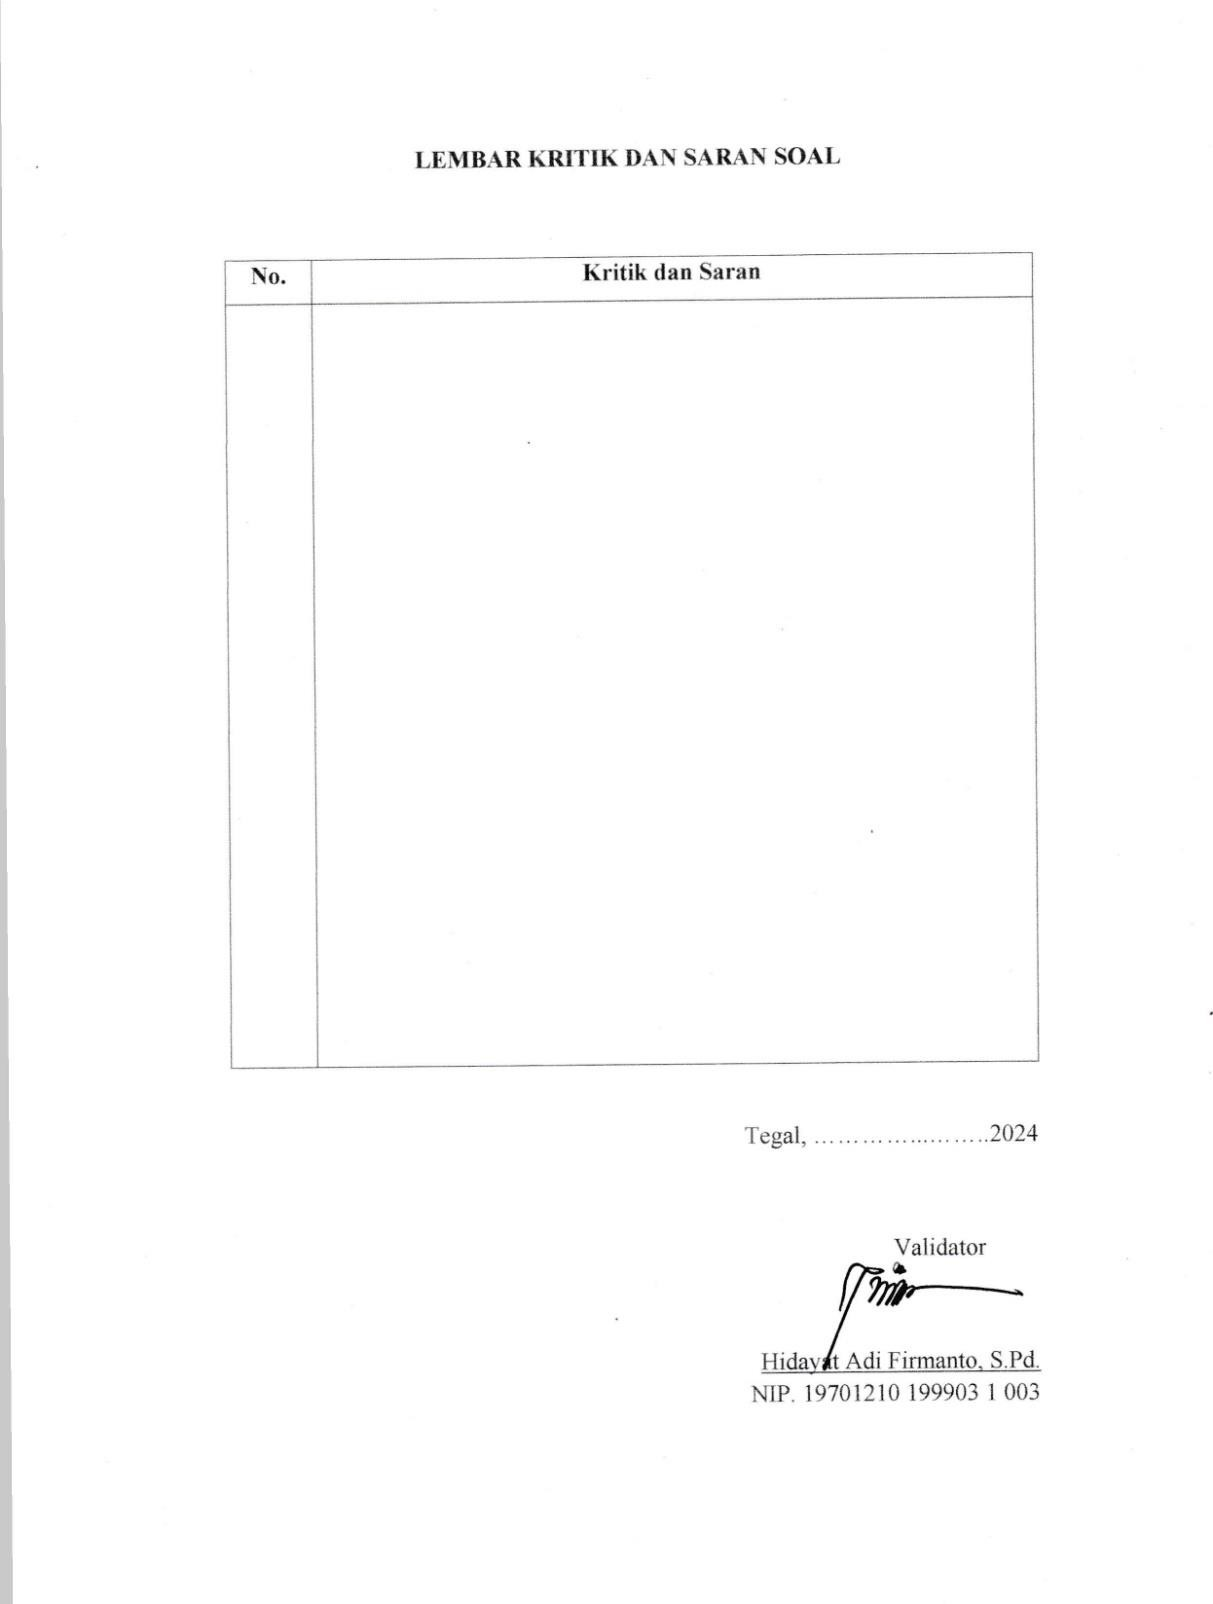 LEMBAR KRITIK DAN SARAN SOAL
No. Kritik dan Saran
Tegal, ……………..……..2024
Validator
Hidayat Adi Firmanto, S.Pd.
NIP. 19701210 199903 1 003